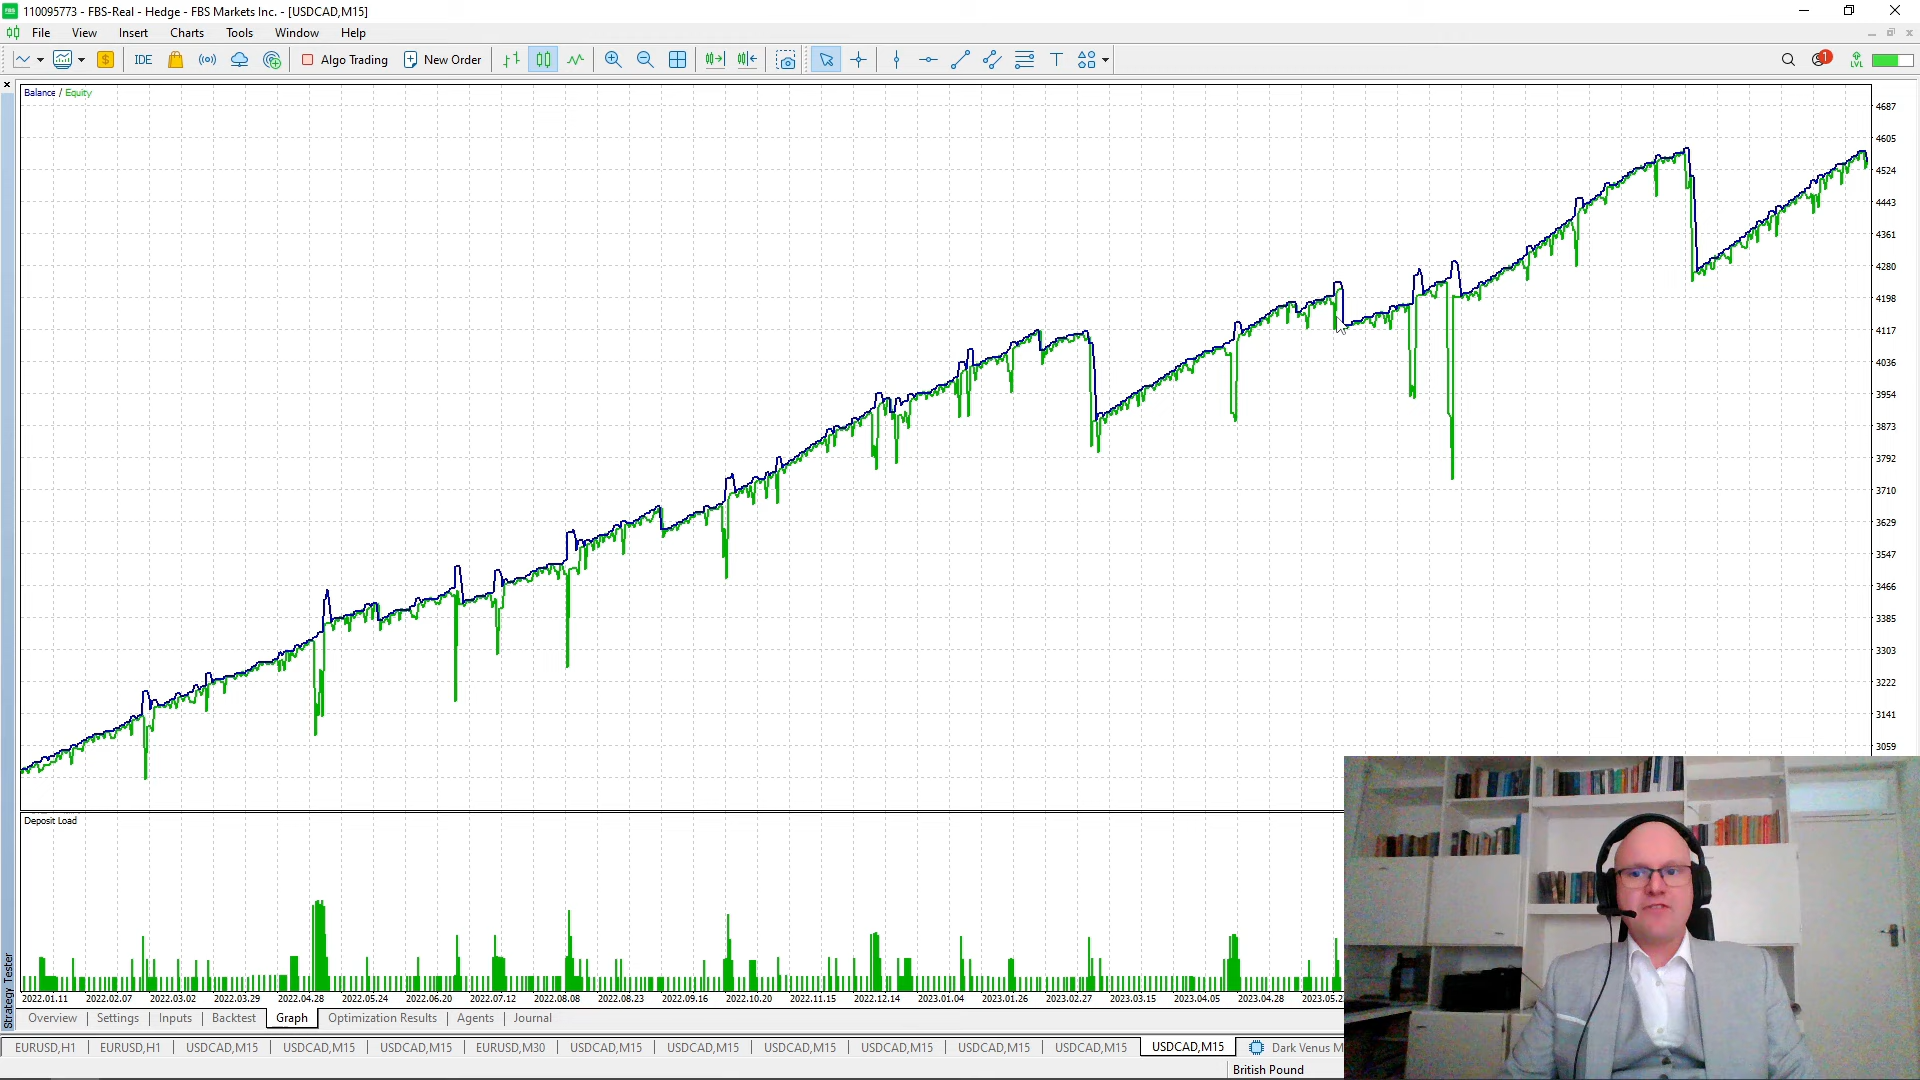 110095773 - FBS-Real - Hedge - FBS Markets Inc. - [USDCAD,M15]
File View Insert Charts Tools Window Help
IDE Algo Trading New Order 1 LVL
Balance / Equity
4687
4605
4524
4443
4361
4280
4198
4117
4036
3954
3873
3792
3710
3629
3547
3466
3385
3303
3222
3141
3059
Deposit Load
2022.01.11 2022.02.07 2022.03.02 2022.03.29 2022.04.28 2022.05.24 2022.06.20 2022.07.12 2022.08.08 2022.08.23 2022.09.16 2022.10.20 2022.11.15 2022.12.14 2023.01.04 2023.01.26 2023.02.27 2023.03.15 2023.04.05 2023.04.28 2023.05.2
Strategy Tester
Overview Settings Inputs Backtest Graph Optimization Results Agents Journal
EURUSD,H1 EURUSD,H1 USDCAD,M15 USDCAD,M15 USDCAD,M15 EURUSD,M30 USDCAD,M15 USDCAD,M15 USDCAD,M15 USDCAD,M15 USDCAD,M15 USDCAD,M15 USDCAD,M15 Dark Venus M
British Pound